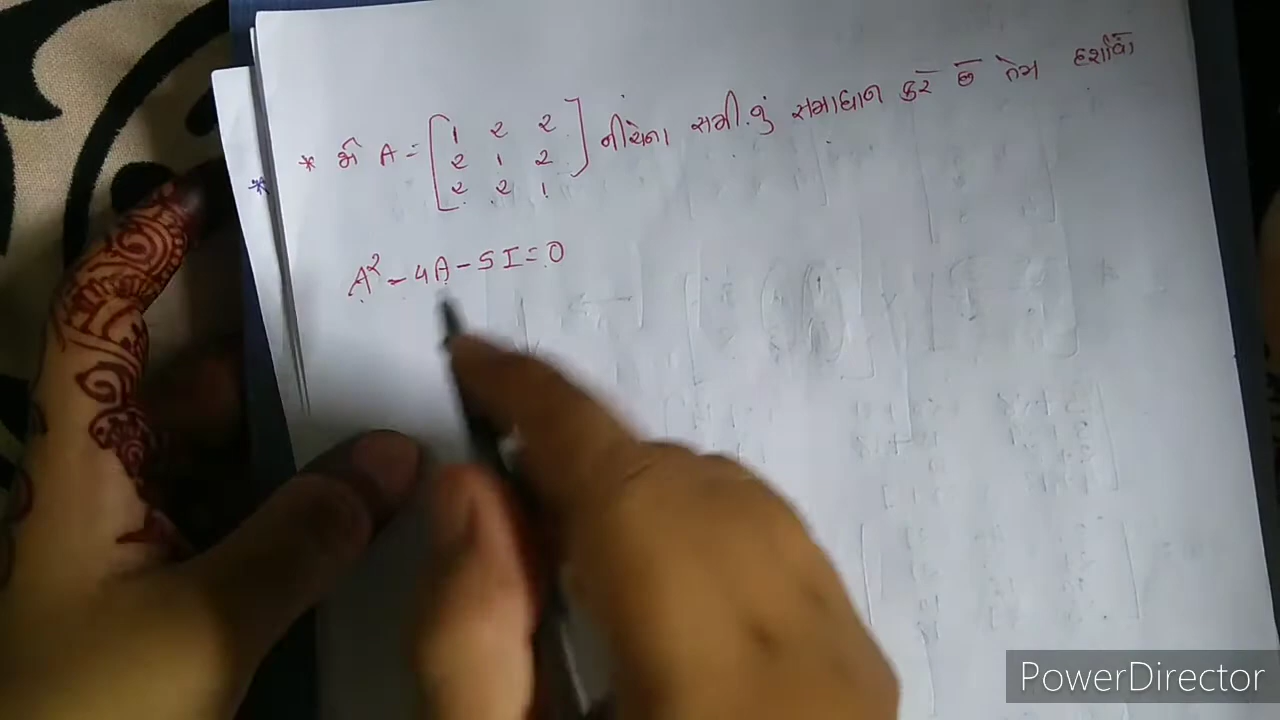 * જો A = [ 1 2 2 નીચેના સમી.નું સમાધાન કરે છે તેમ દર્શાવો
2 1 2
2 2 1 ]
*
A² - 4A - 5I = 0
PowerDirector